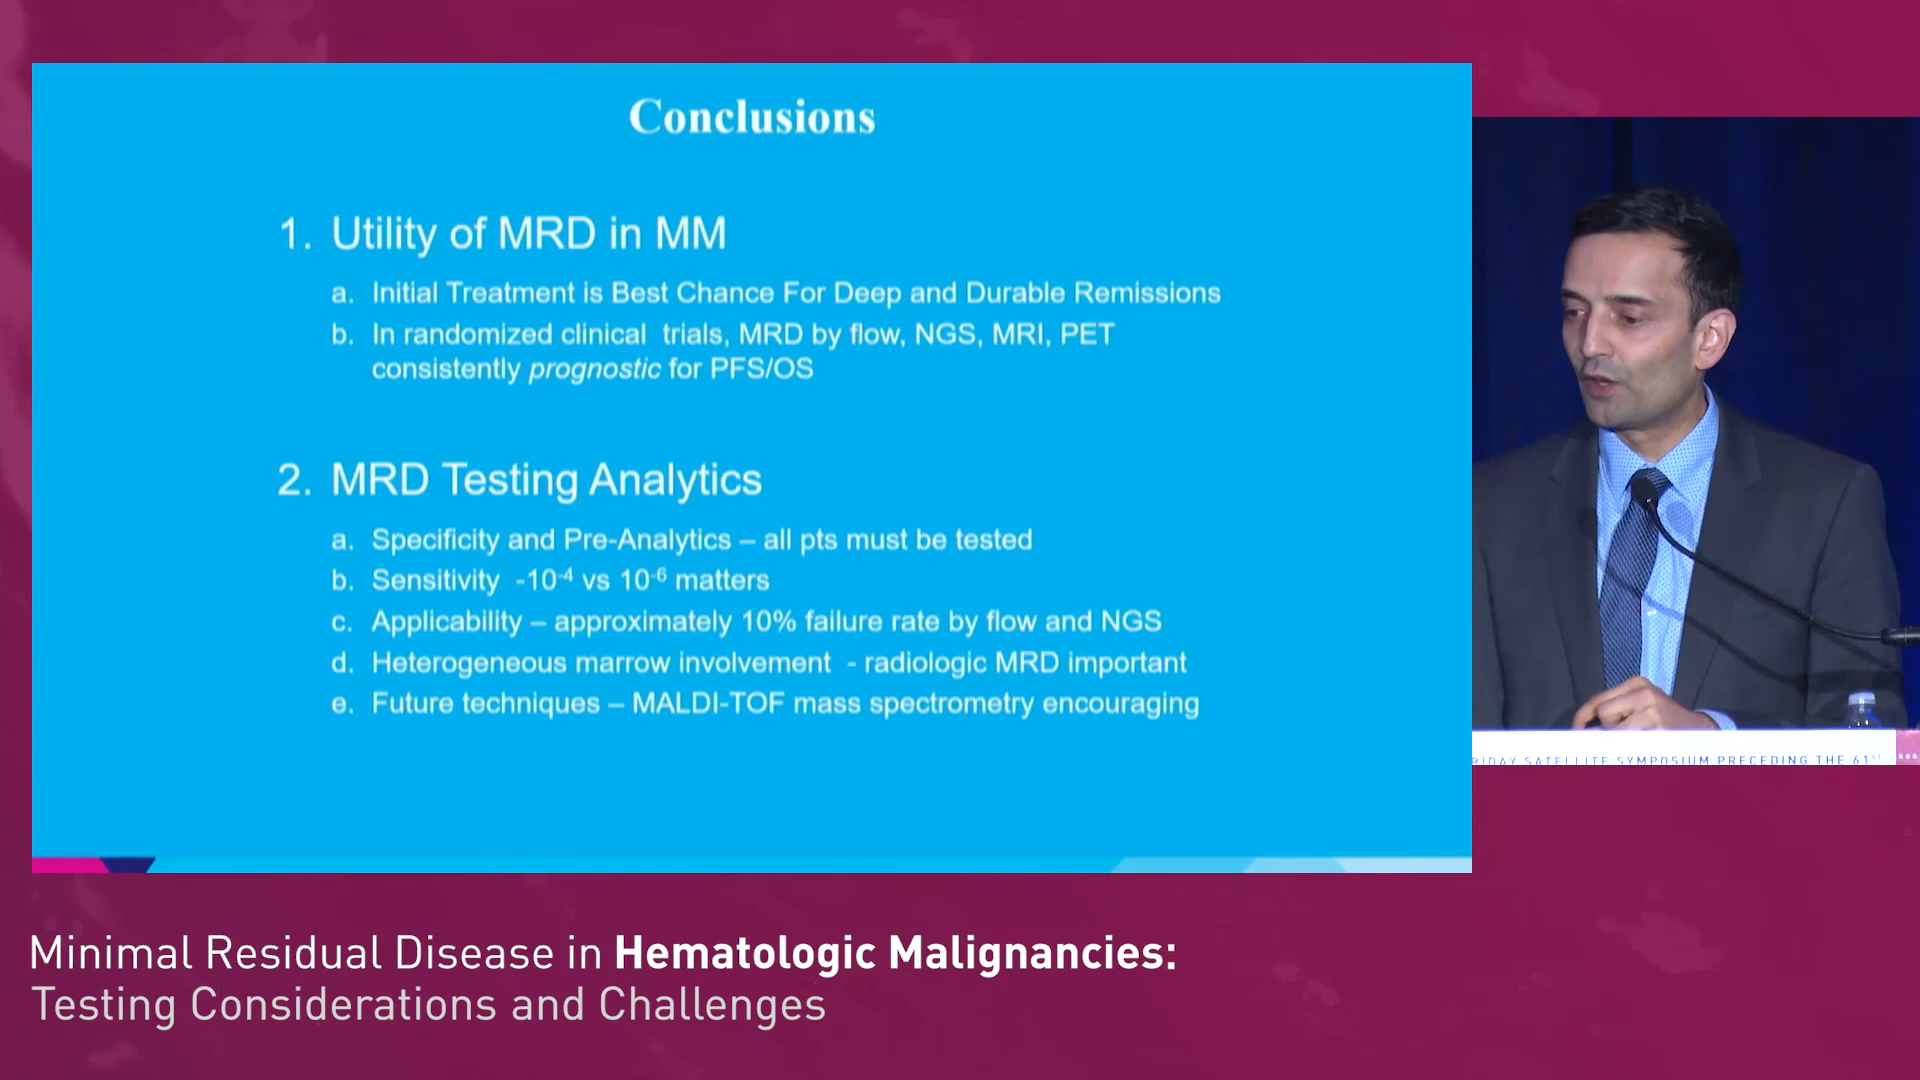 Conclusions
1. Utility of MRD in MM
a. Initial Treatment is Best Chance For Deep and Durable Remissions
b. In randomized clinical trials, MRD by flow, NGS, MRI, PET
consistently prognostic for PFS/OS
2. MRD Testing Analytics
a. Specificity and Pre-Analytics – all pts must be tested
b. Sensitivity -10⁻⁴ vs 10⁻⁶ matters
c. Applicability – approximately 10% failure rate by flow and NGS
d. Heterogeneous marrow involvement - radiologic MRD important
e. Future techniques – MALDI-TOF mass spectrometry encouraging
RIDAY SATELLITE SYMPOSIUM PRECEDING THE 61ST
Minimal Residual Disease in Hematologic Malignancies:
Testing Considerations and Challenges